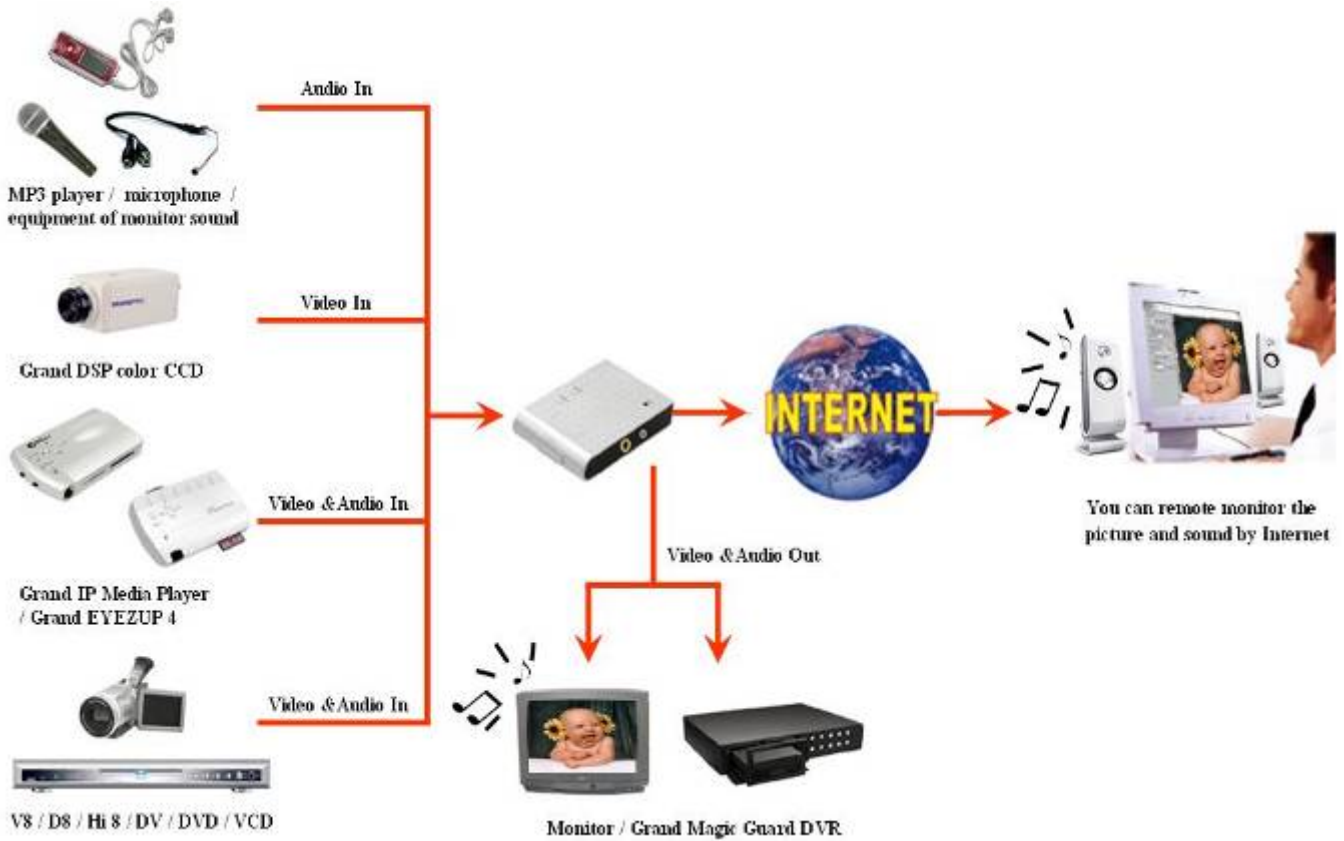 Audio In
MP3 player / microphone /
equipment of monitor sound
Video In
Grand DSP color CCD
INTERNET
Video & Audio In
Grand IP Media Player
/ Grand EYEZUP 4
You can remote monitor the
picture and sound by Internet
Video & Audio Out
Video & Audio In
V8 / D8 / Hi 8 / DV / DVD / VCD
Monitor / Grand Magic Guard DVR